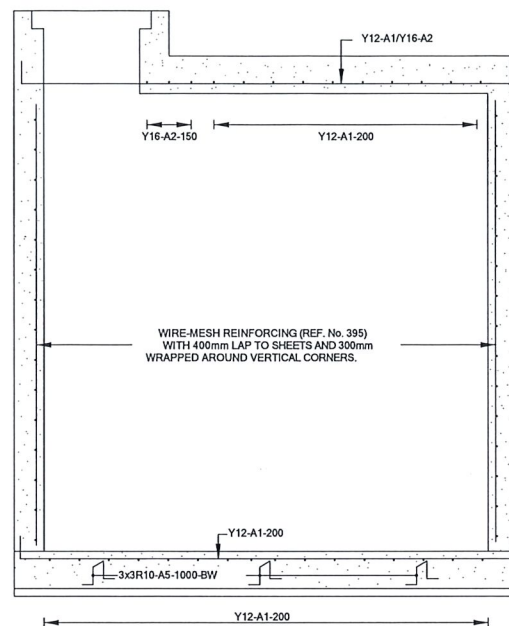 Y12-A1/Y16-A2
Y16-A2-150
Y12-A1-200
WIRE-MESH REINFORCING (REF. No. 395)
WITH 400mm LAP TO SHEETS AND 300mm
WRAPPED AROUND VERTICAL CORNERS.
Y12-A1-200
3x3R10-A5-1000-BW
Y12-A1-200